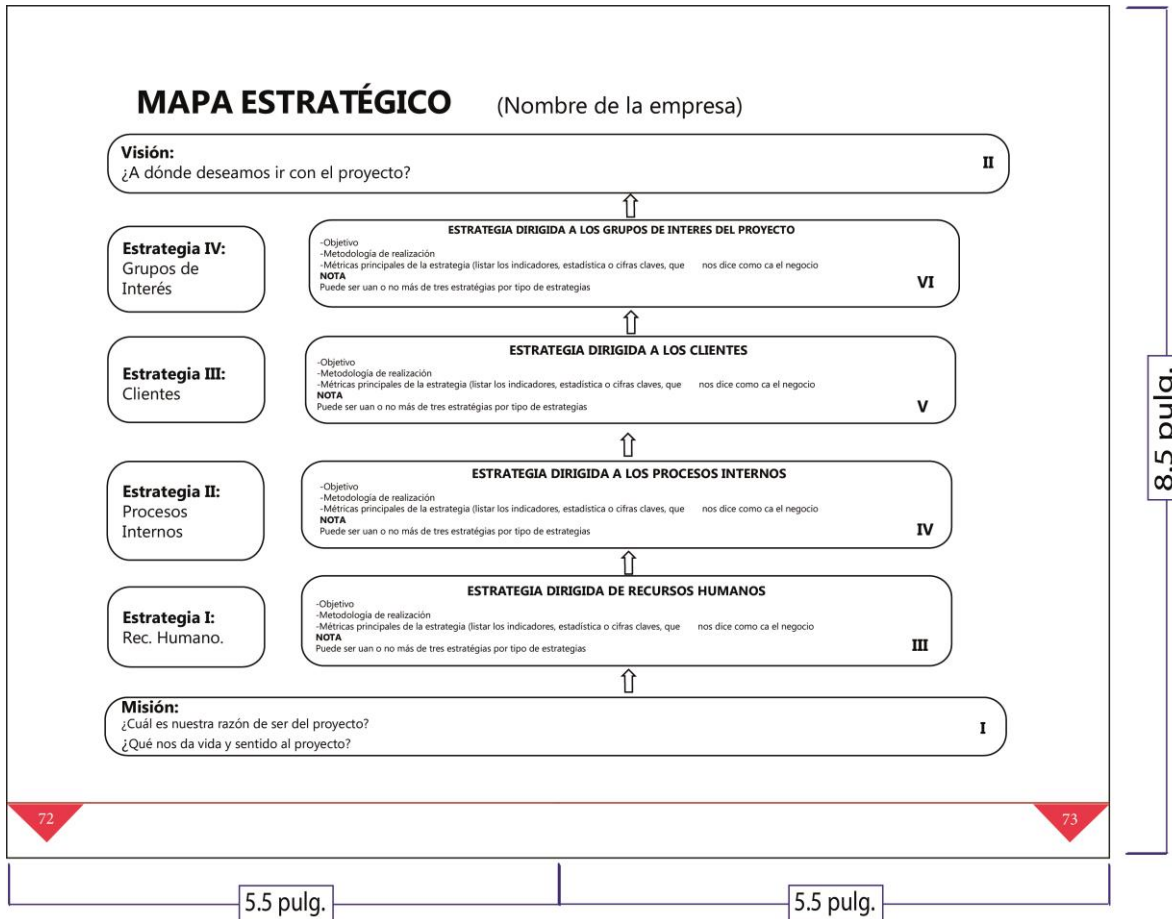 MAPA ESTRATÉGICO (Nombre de la empresa)
Visión:
¿A dónde deseamos ir con el proyecto?
II
Estrategia IV:
Grupos de
Interés
ESTRATEGIA DIRIGIDA A LOS GRUPOS DE INTERES DEL PROYECTO
-Objetivo
-Metodología de realización
-Métricas principales de la estrategia (listar los indicadores, estadística o cifras claves, que nos dice como ca el negocio
NOTA
Puede ser uan o no más de tres estratégias por tipo de estrategias
VI
Estrategia III:
Clientes
ESTRATEGIA DIRIGIDA A LOS CLIENTES
-Objetivo
-Metodología de realización
-Métricas principales de la estrategia (listar los indicadores, estadística o cifras claves, que nos dice como ca el negocio
NOTA
Puede ser uan o no más de tres estratégias por tipo de estrategias
V
Estrategia II:
Procesos
Internos
ESTRATEGIA DIRIGIDA A LOS PROCESOS INTERNOS
-Objetivo
-Metodología de realización
-Métricas principales de la estrategia (listar los indicadores, estadística o cifras claves, que nos dice como ca el negocio
NOTA
Puede ser uan o no más de tres estratégias por tipo de estrategias
IV
Estrategia I:
Rec. Humano.
ESTRATEGIA DIRIGIDA DE RECURSOS HUMANOS
-Objetivo
-Metodología de realización
-Métricas principales de la estrategia (listar los indicadores, estadística o cifras claves, que nos dice como ca el negocio
NOTA
Puede ser uan o no más de tres estratégias por tipo de estrategias
III
Misión:
¿Cuál es nuestra razón de ser del proyecto?
¿Qué nos da vida y sentido al proyecto?
I
72
73
5.5 pulg.
5.5 pulg.
8.5 pulg.